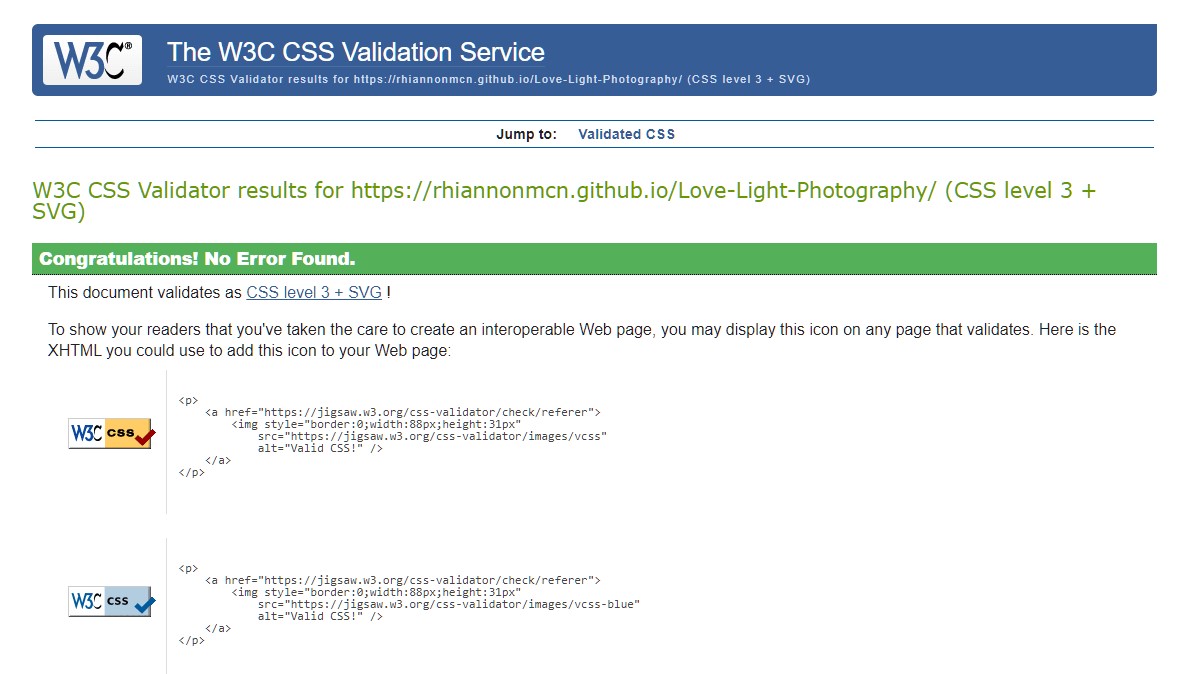 W3C®
The W3C CSS Validation Service
W3C CSS Validator results for https://rhiannonmcn.github.io/Love-Light-Photography/ (CSS level 3 + SVG)
Jump to: Validated CSS
W3C CSS Validator results for https://rhiannonmcn.github.io/Love-Light-Photography/ (CSS level 3 +
SVG)
Congratulations! No Error Found.
This document validates as CSS level 3 + SVG !
To show your readers that you've taken the care to create an interoperable Web page, you may display this icon on any page that validates. Here is the
XHTML you could use to add this icon to your Web page:
W3C css
<p>
    <a href="https://jigsaw.w3.org/css-validator/check/referer">
        <img style="border:0;width:88px;height:31px"
            src="https://jigsaw.w3.org/css-validator/images/vcss"
            alt="Valid CSS!" />
    </a>
</p>
W3C css
<p>
    <a href="https://jigsaw.w3.org/css-validator/check/referer">
        <img style="border:0;width:88px;height:31px"
            src="https://jigsaw.w3.org/css-validator/images/vcss-blue"
            alt="Valid CSS!" />
    </a>
</p>